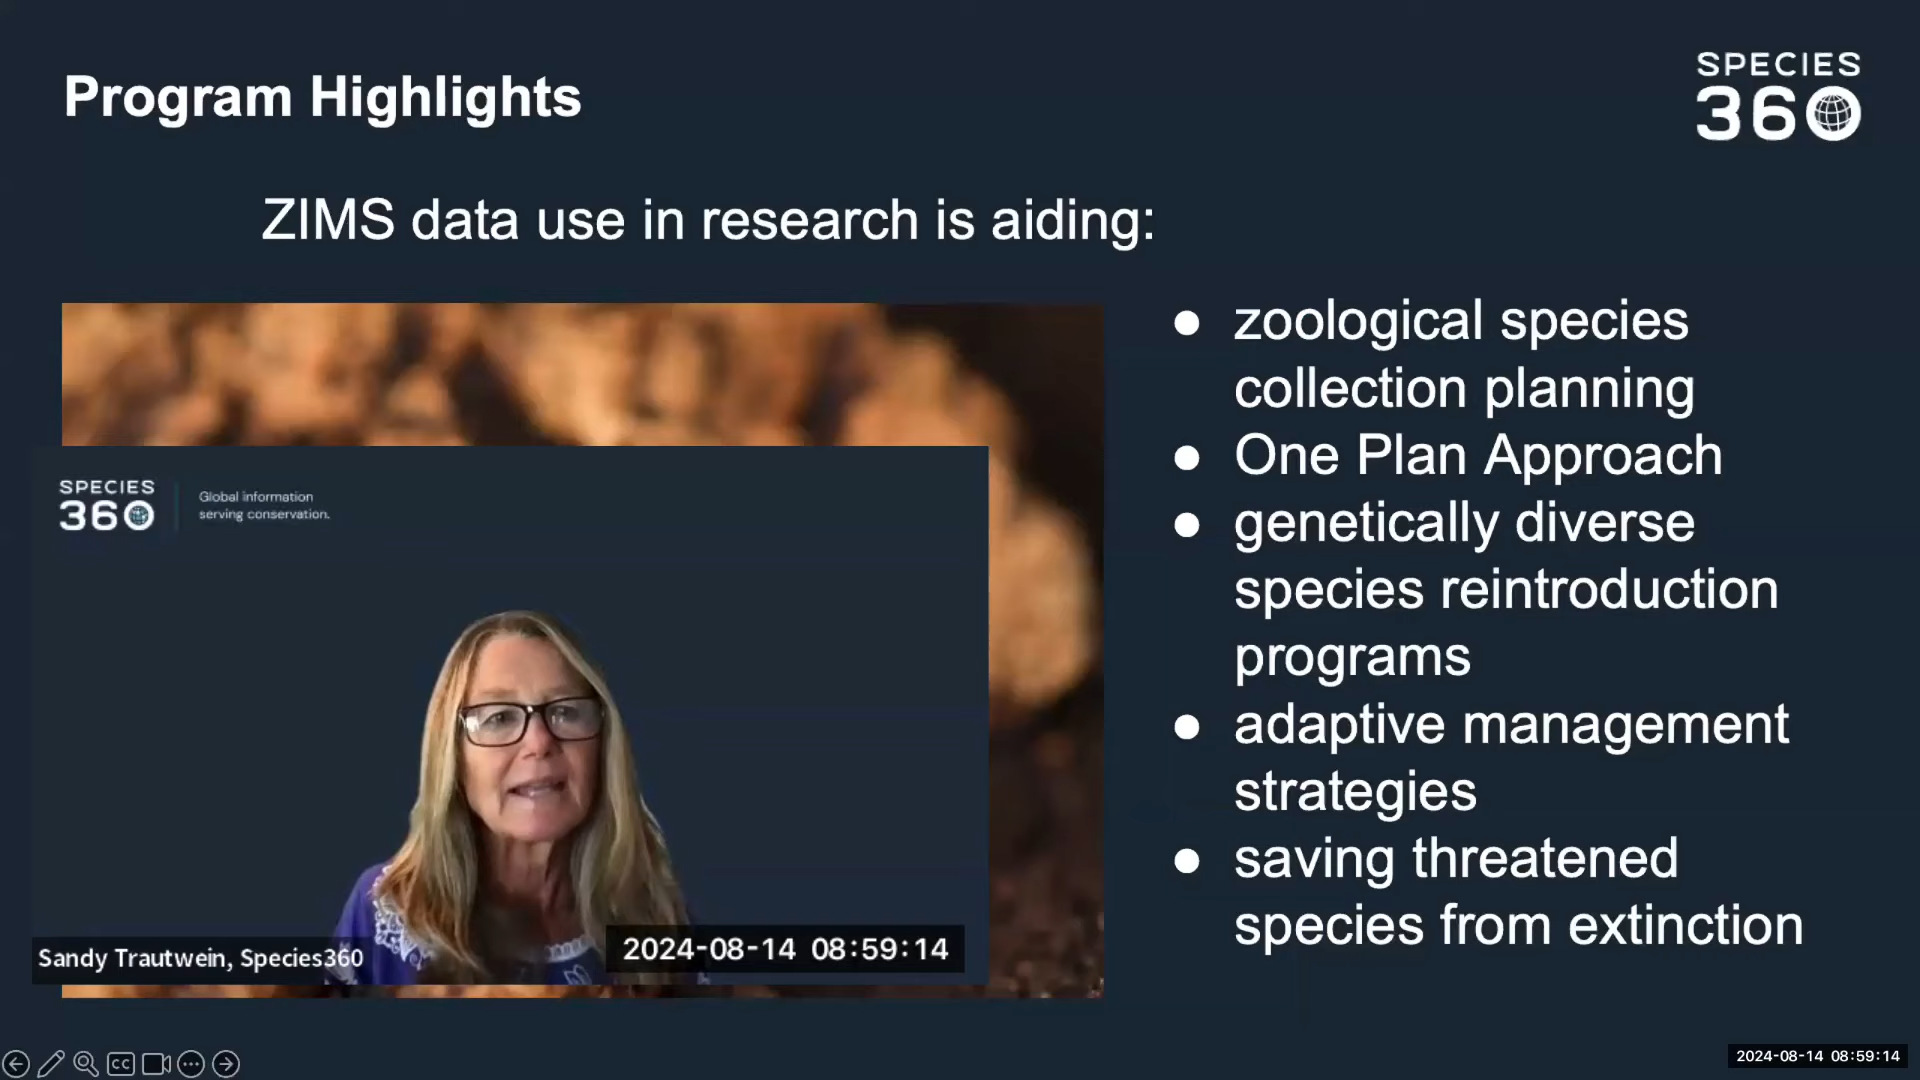 Program Highlights
SPECIES
360
ZIMS data use in research is aiding:
● zoological species
collection planning
● One Plan Approach
● genetically diverse
species reintroduction
programs
● adaptive management
strategies
● saving threatened
species from extinction
SPECIES
360
Global information
serving conservation.
Sandy Trautwein, Species360
2024-08-14 08:59:14
CC
2024-08-14 08:59:14